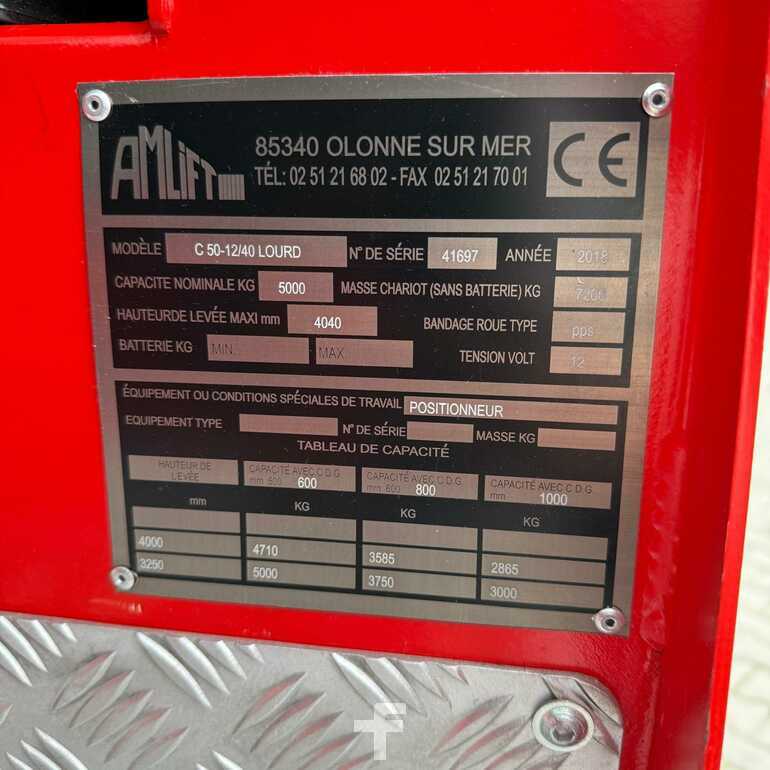 AMLIFT
85340 OLONNE SUR MER
TÉL: 02 51 21 68 02 - FAX 02 51 21 70 01
CE
MODÈLE C 50-12/40 LOURD N° DE SÉRIE 41697 ANNÉE 2018
CAPACITE NOMINALE KG 5000 MASSE CHARIOT (SANS BATTERIE) KG 7200
HAUTEURDE LEVÉE MAXI mm 4040 BANDAGE ROUE TYPE pps
BATTERIE KG MIN. MAX. TENSION VOLT 12
ÉQUIPEMENT OU CONDITIONS SPÉCIALES DE TRAVAIL POSITIONNEUR
EQUIPEMENT TYPE N° DE SÉRIE MASSE KG
TABLEAU DE CAPACITÉ
HAUTEUR DE LEVÉE CAPACITÉ AVEC C.D.G. CAPACITÉ AVEC C.D.G. CAPACITÉ AVEC C.D.G.
mm 500 600 mm 600 800 mm 1000
mm KG KG KG
4000 4710 3585 2865
3250 5000 3750 3000